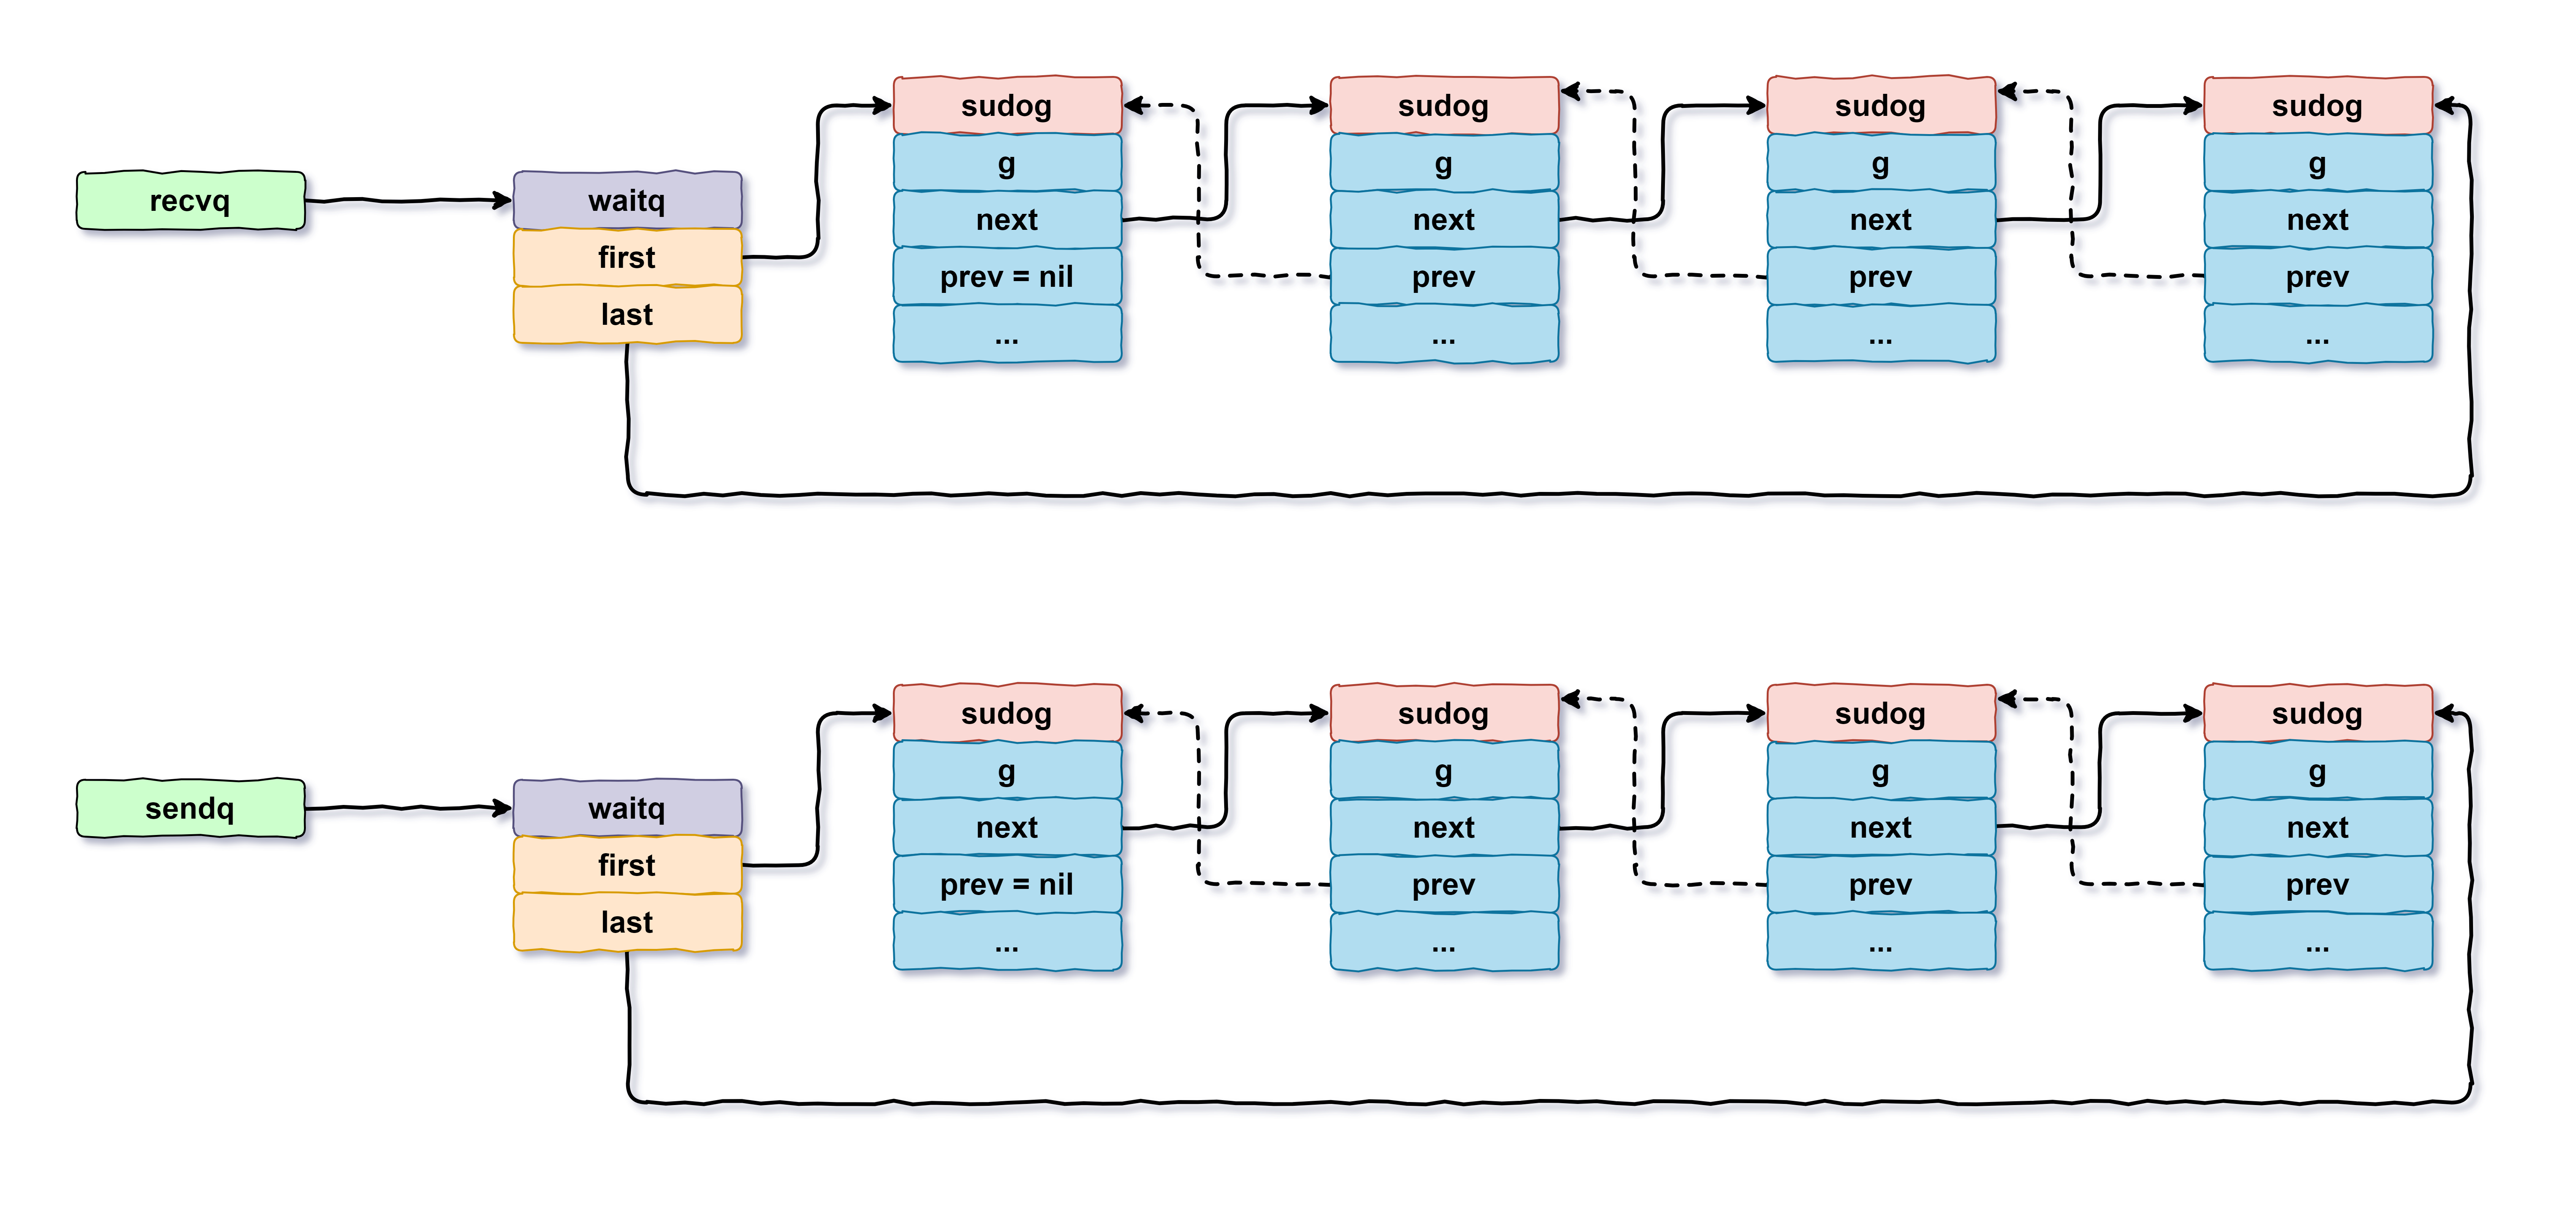 recvq
waitq
first
last
sudog
g
next
prev = nil
...
sudog
g
next
prev
...
sudog
g
next
prev
...
sudog
g
next
prev
...
sendq
waitq
first
last
sudog
g
next
prev = nil
...
sudog
g
next
prev
...
sudog
g
next
prev
...
sudog
g
next
prev
...